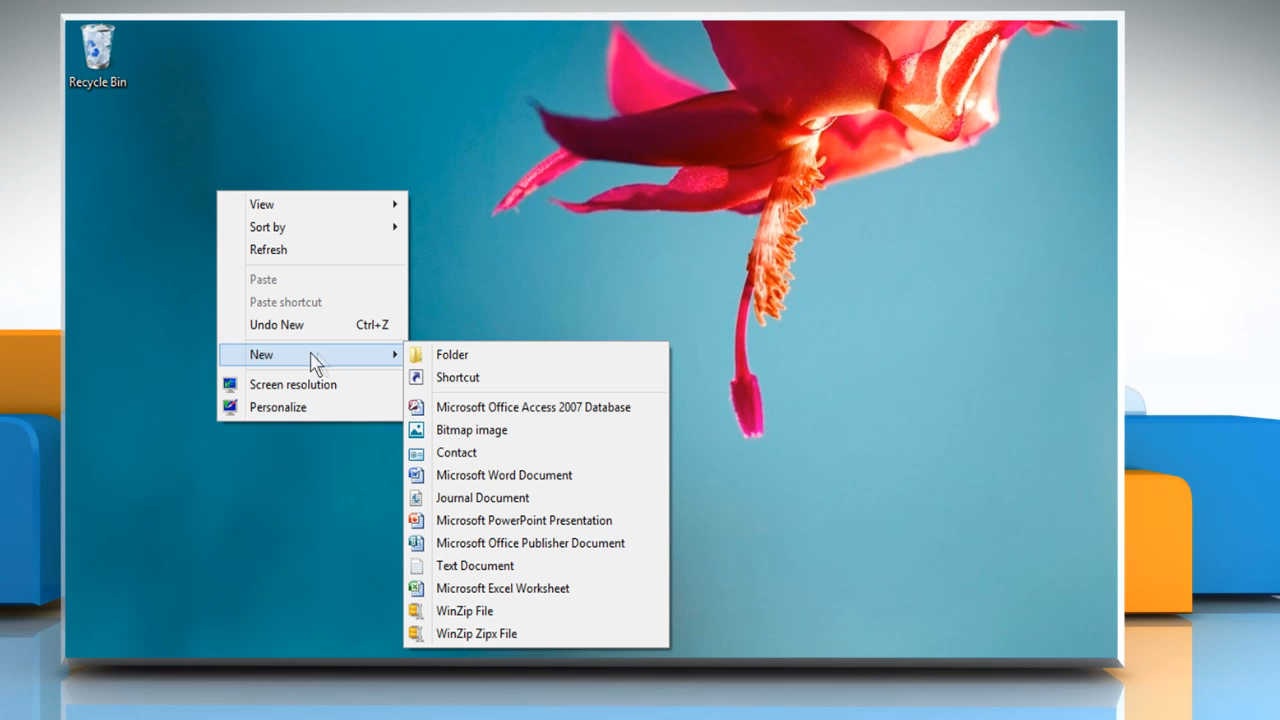 Recycle Bin
View
Sort by
Refresh
Paste
Paste shortcut
Undo New Ctrl+Z
New
Screen resolution
Personalize
Folder
Shortcut
Microsoft Office Access 2007 Database
Bitmap image
Contact
Microsoft Word Document
Journal Document
Microsoft PowerPoint Presentation
Microsoft Office Publisher Document
Text Document
Microsoft Excel Worksheet
WinZip File
WinZip Zipx File